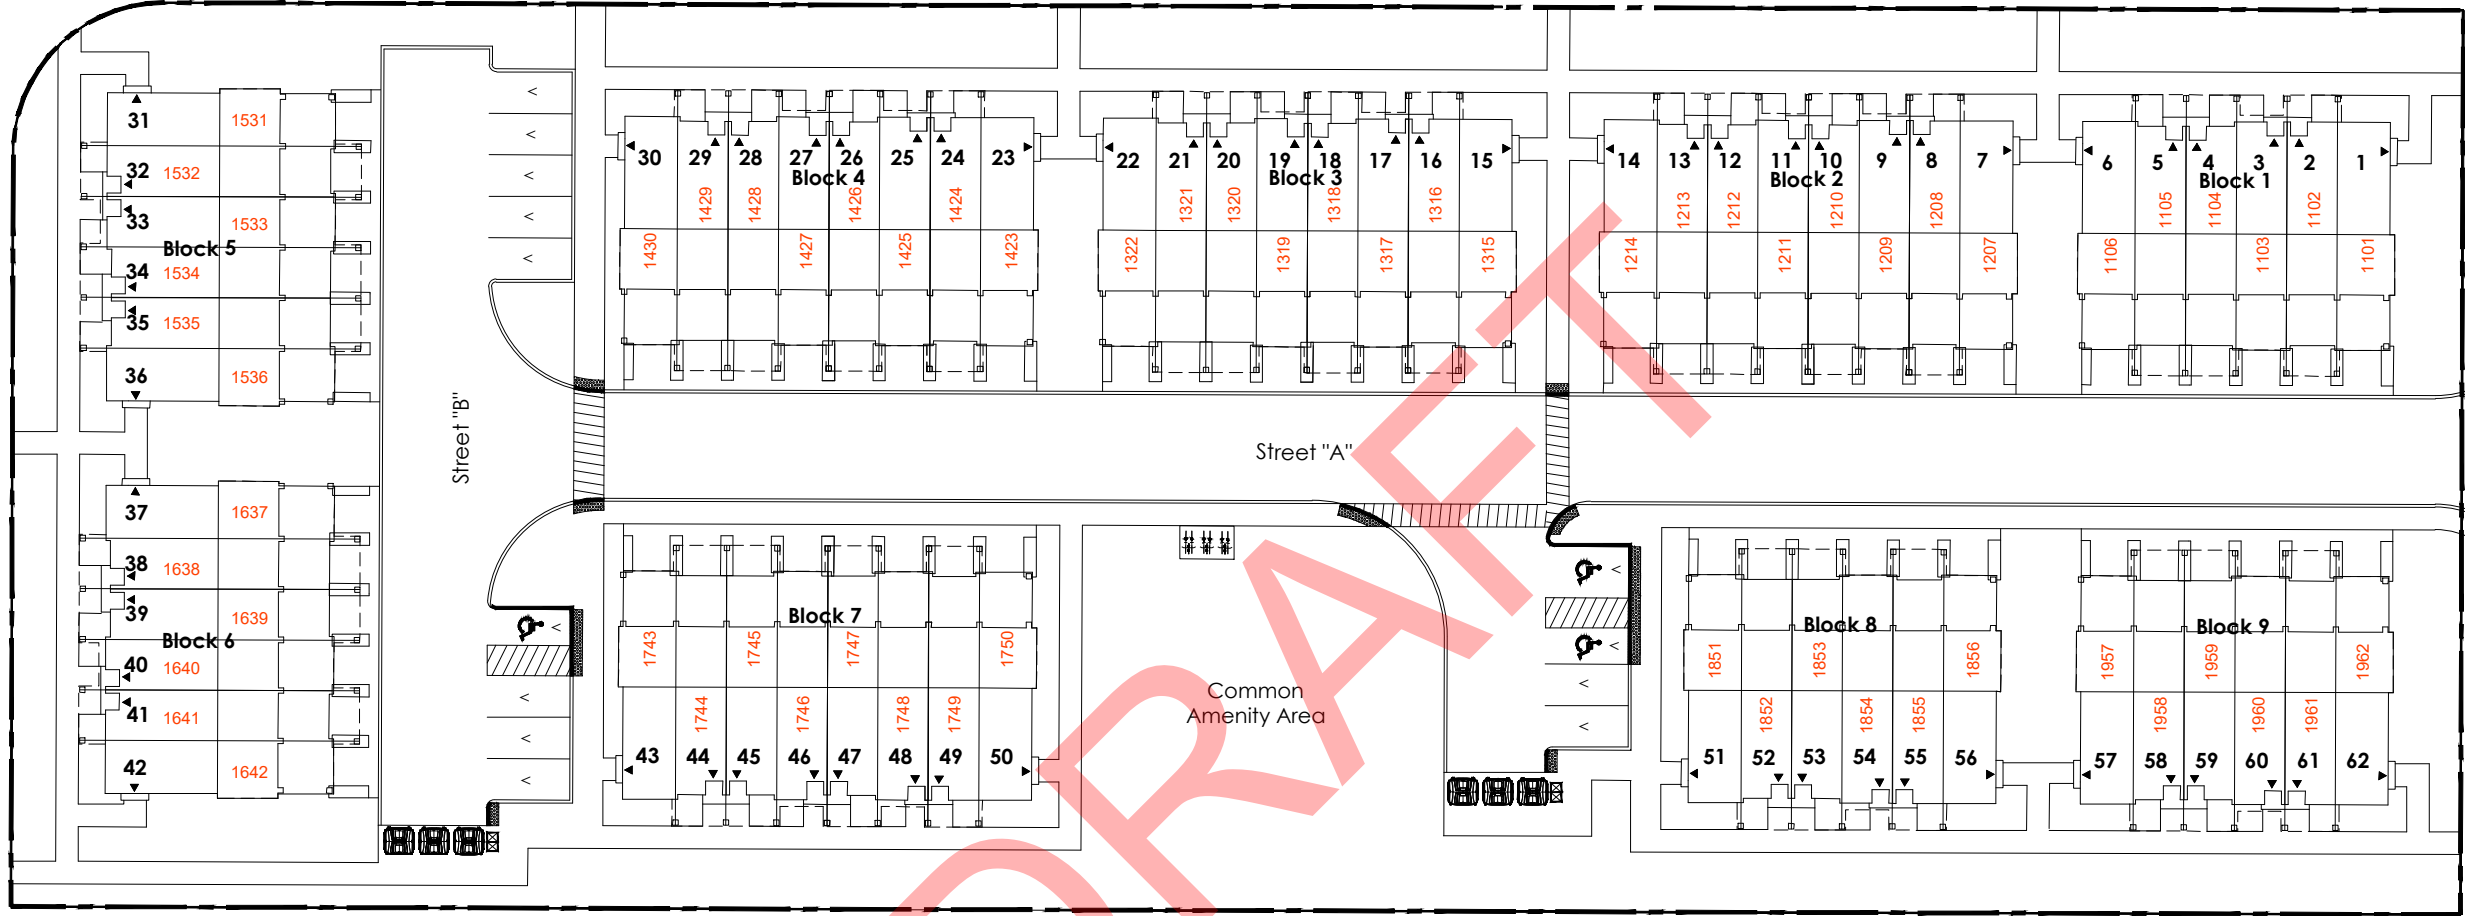 31 1531
32 1532
33 1533
Block 5
34 1534
35 1535
36 1536
37 1637
38 1638
39 1639
Block 6
40 1640
41 1641
42 1642
Street "B"
30 29 28 27 26 25 24 23
Block 4
1430 1429 1428 1427 1426 1425 1424 1423
22 21 20 19 18 17 16 15
Block 3
1322 1321 1320 1319 1318 1317 1316 1315
14 13 12 11 10 9 8 7
Block 2
1214 1213 1212 1211 1210 1209 1208 1207
6 5 4 3 2 1
Block 1
1106 1105 1104 1103 1102 1101
Street "A"
Block 7
1743 1744 1745 1746 1747 1748 1749 1750
43 44 45 46 47 48 49 50
Common
Amenity Area
Block 8
1851 1852 1853 1854 1855 1856
51 52 53 54 55 56
Block 9
1957 1958 1959 1960 1961 1962
57 58 59 60 61 62
DRAFT